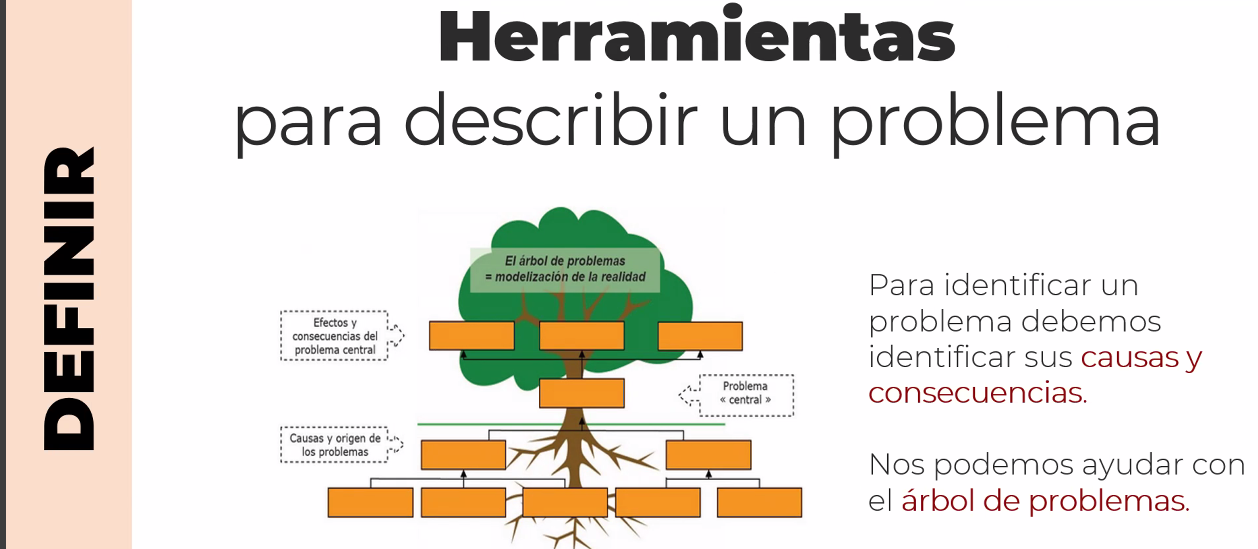 DEFINIR
Herramientas
para describir un problema
El árbol de problemas
= modelización de la realidad
Efectos y
consecuencias del
problema central
Problema
« central »
Causas y origen de
los problemas
Para identificar un
problema debemos
identificar sus causas y
consecuencias.
Nos podemos ayudar con
el árbol de problemas.